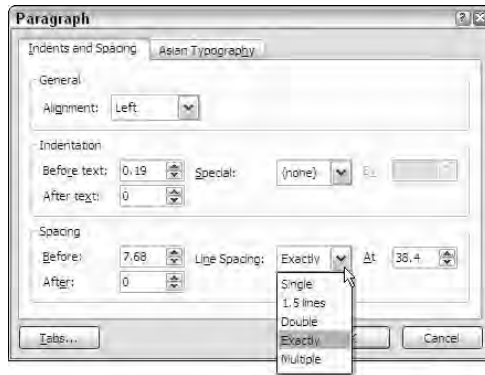 Paragraph
Indents and Spacing Asian Typography
General
Alignment: Left
Indentation
Before text: 0.19 Special: (none) By
After text: 0
Spacing
Before: 7.68 Line Spacing: Exactly At 38.4
After: 0
Single
1.5 lines
Double
Exactly
Multiple
Tabs... Cancel